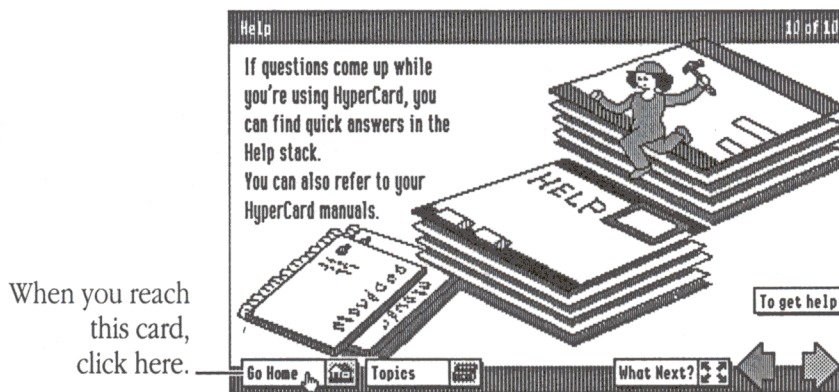 Help
10 of 10
If questions come up while
you're using HyperCard, you
can find quick answers in the
Help stack.
You can also refer to your
HyperCard manuals.
HELP
When you reach
this card,
click here.
To get help
Go Home
Topics
What Next?